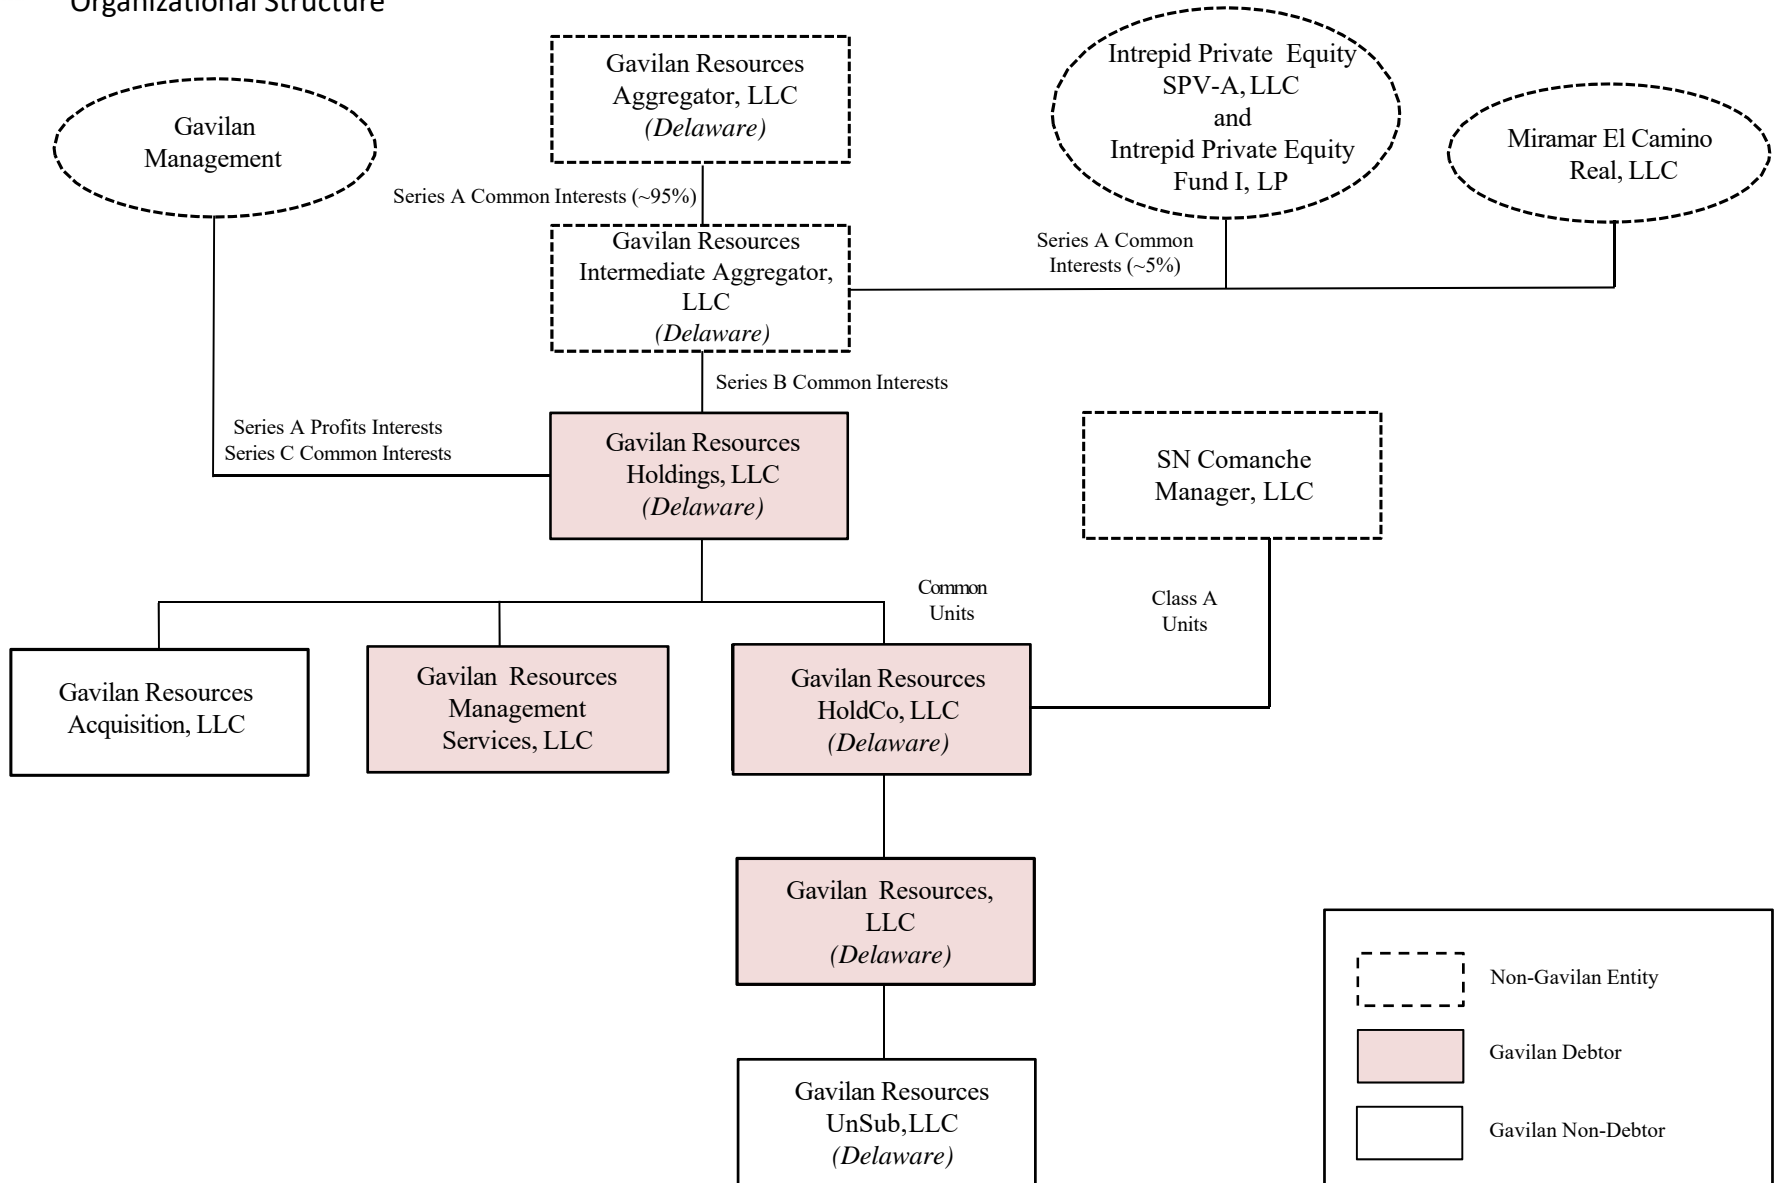 Organizational Structure
Gavilan
Management
Gavilan Resources
Aggregator, LLC
(Delaware)
Intrepid Private Equity
SPV-A, LLC
and
Intrepid Private Equity
Fund I, LP
Miramar El Camino
Real, LLC
Series A Common Interests (~95%)
Gavilan Resources
Intermediate Aggregator,
LLC
(Delaware)
Series A Common
Interests (~5%)
Series B Common Interests
Series A Profits Interests
Series C Common Interests
Gavilan Resources
Holdings, LLC
(Delaware)
SN Comanche
Manager, LLC
Common
Units
Class A
Units
Gavilan Resources
Acquisition, LLC
Gavilan Resources
Management
Services, LLC
Gavilan Resources
HoldCo, LLC
(Delaware)
Gavilan Resources,
LLC
(Delaware)
Gavilan Resources
UnSub, LLC
(Delaware)
Non-Gavilan Entity
Gavilan Debtor
Gavilan Non-Debtor